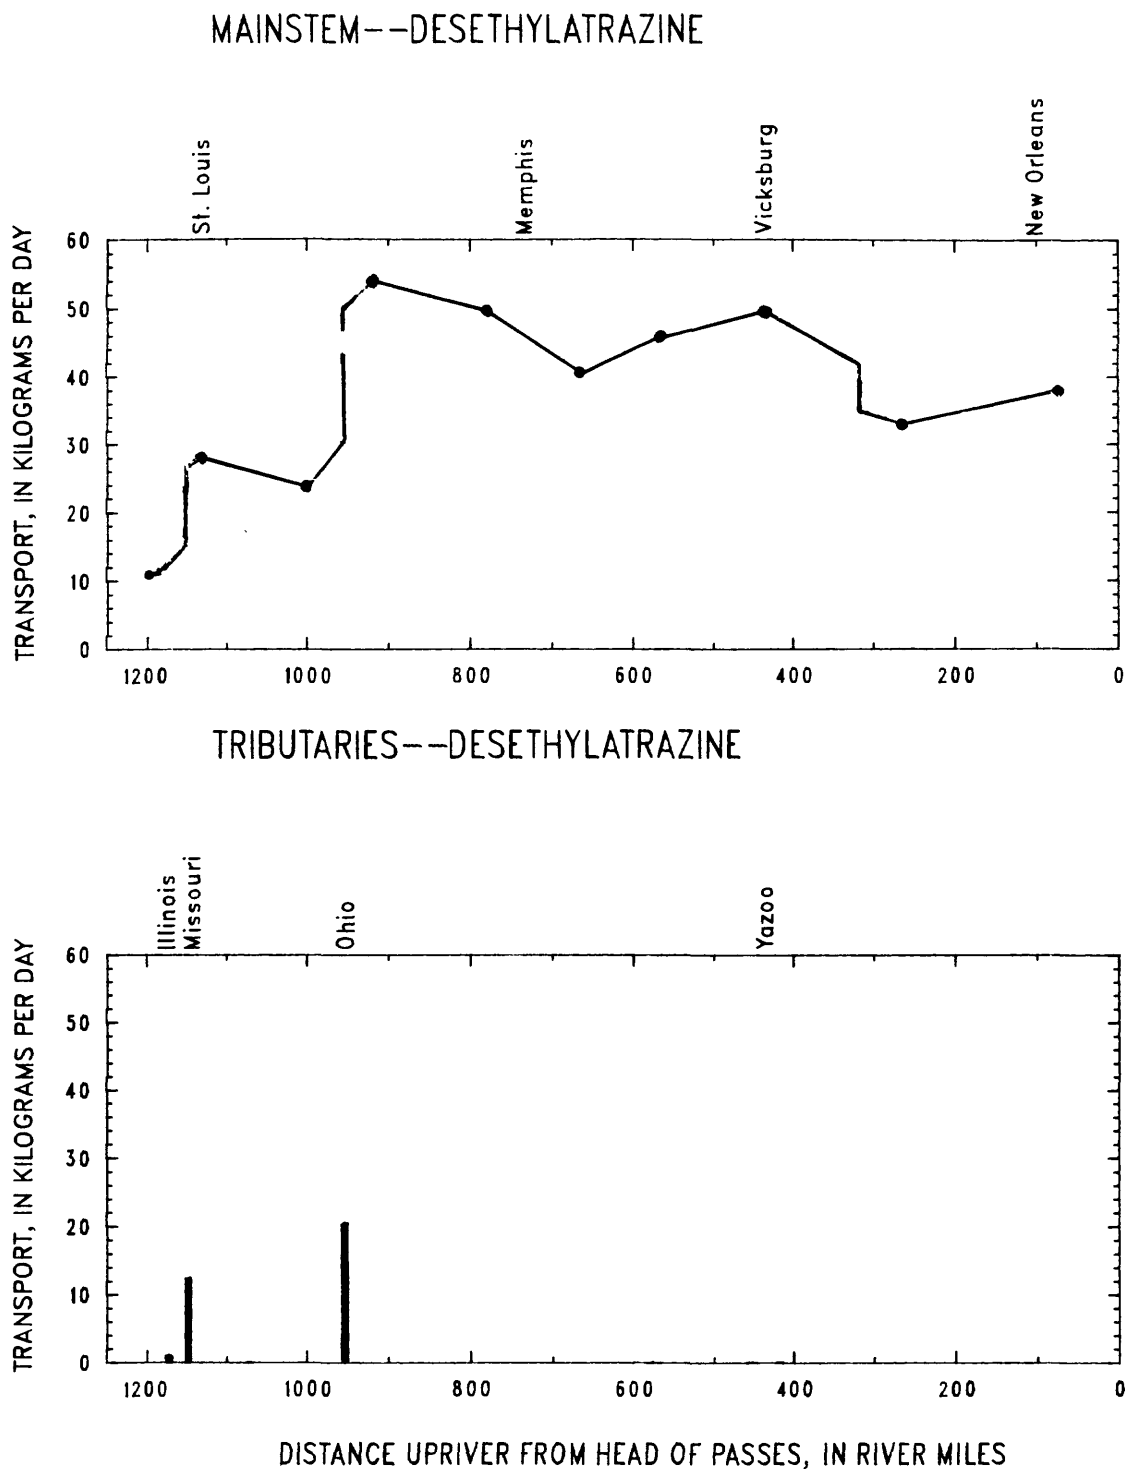 MAINSTEM--DESETHYLATRAZINE
St. Louis
Memphis
Vicksburg
New Orleans
TRANSPORT, IN KILOGRAMS PER DAY
60
50
40
30
20
10
0
1200 1000 800 600 400 200 0
TRIBUTARIES--DESETHYLATRAZINE
Illinois
Missouri
Ohio
Yazoo
TRANSPORT, IN KILOGRAMS PER DAY
60
50
40
30
20
10
0
1200 1000 800 600 400 200 0
DISTANCE UPRIVER FROM HEAD OF PASSES, IN RIVER MILES